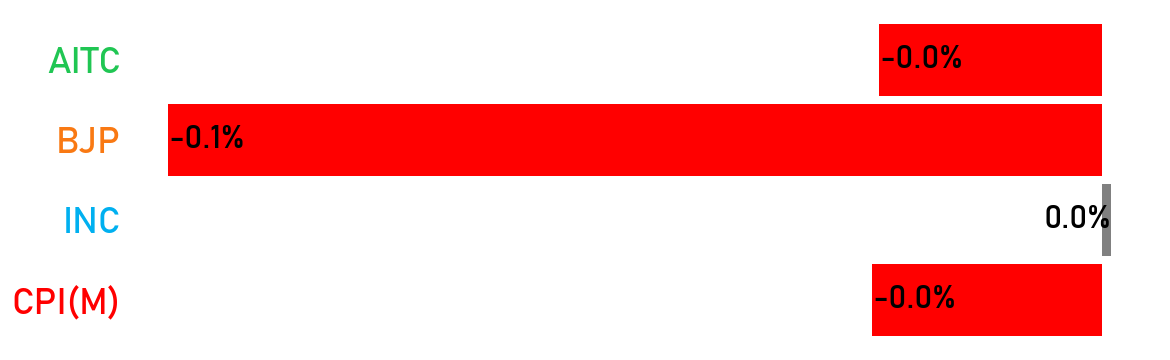 AITC -0.0%
BJP -0.1%
INC 0.0%
CPI(M) -0.0%